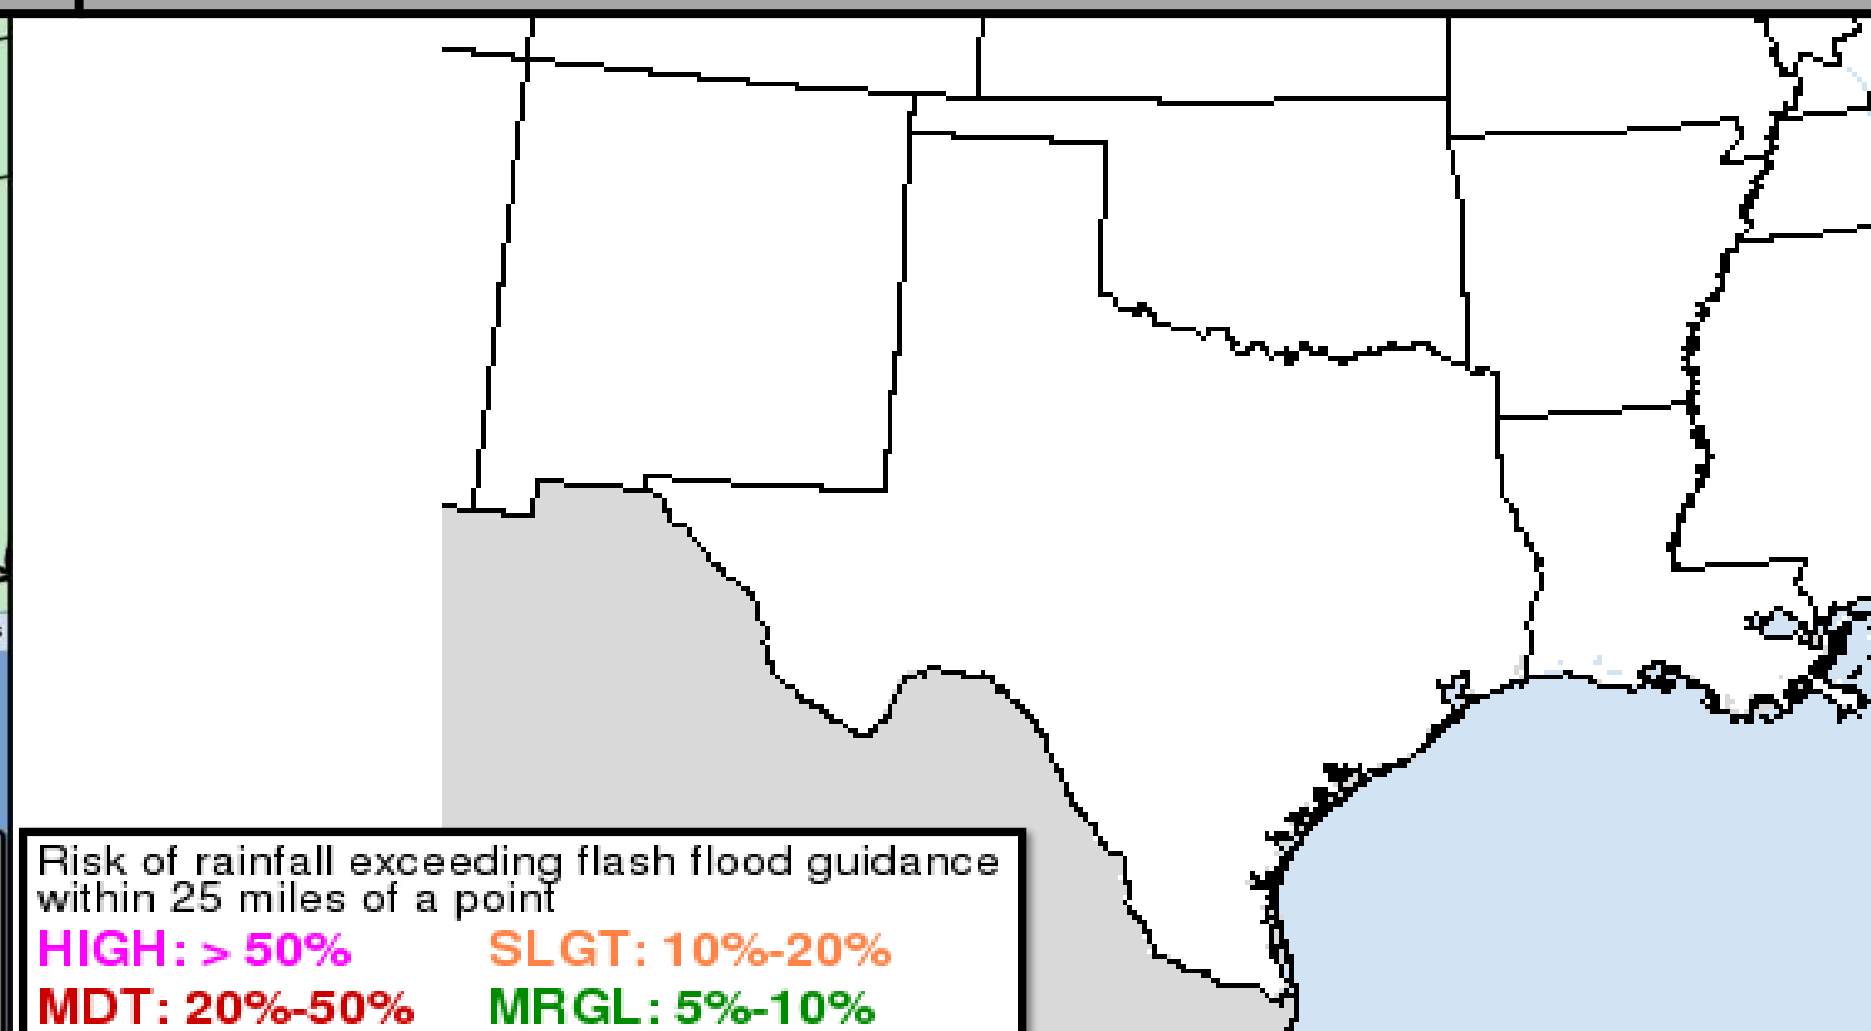 Risk of rainfall exceeding flash flood guidance
within 25 miles of a point
HIGH: > 50% SLGT: 10%-20%
MDT: 20%-50% MRGL: 5%-10%